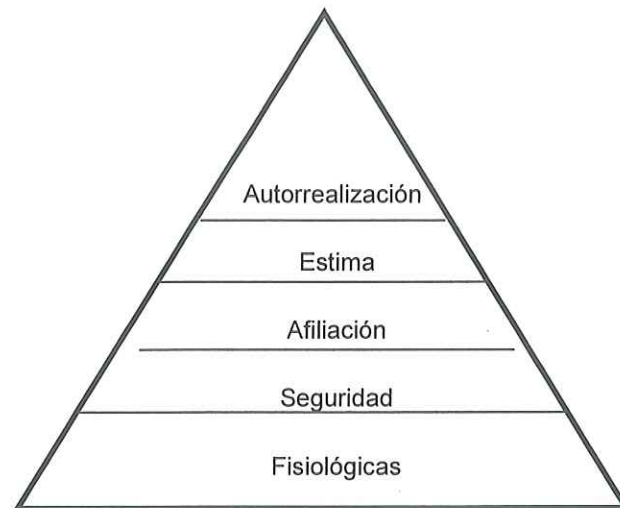 Autorrealización
Estima
Afiliación
Seguridad
Fisiológicas